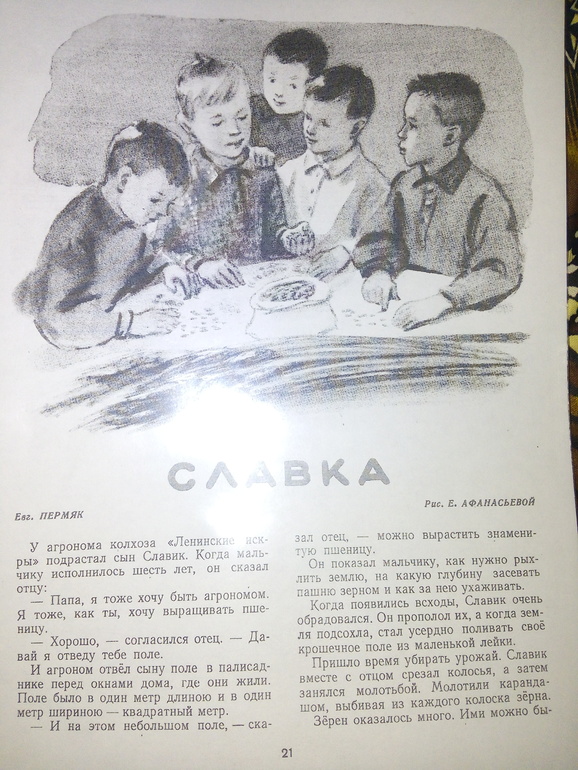 СЛАВКА
Евг. ПЕРМЯК
Рис. Е. АФАНАСЬЕВОЙ
У агронома колхоза «Ленинские иск-
ры» подрастал сын Славик. Когда маль-
чику исполнилось шесть лет, он сказал
отцу:
— Папа, я тоже хочу быть агрономом.
Я тоже, как ты, хочу выращивать пше-
ницу.
— Хорошо, — согласился отец. — Да-
вай я отведу тебе поле.
И агроном отвёл сыну поле в палисад-
нике перед окнами дома, где они жили.
Поле было в один метр длиною и в один
метр шириною — квадратный метр.
— И на этом небольшом поле, — ска-
зал отец, — можно вырастить знамени-
тую пшеницу.
Он показал мальчику, как нужно рых-
лить землю, на какую глубину засевать
пашню зерном и как за нею ухаживать.
Когда появились всходы, Славик очень
обрадовался. Он прополол их, а когда зем-
ля подсохла, стал усердно поливать своё
крошечное поле из маленькой лейки.
Пришло время убирать урожай. Славик
вместе с отцом срезал колосья, а затем
занялся молотьбой. Молотили каранда-
шом, выбивая из каждого колоска зёрна.
Зёрен оказалось много. Ими можно бы-
21